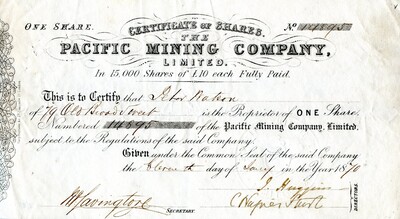 ONE SHARE.
CERTIFICATE OF SHARES.
No 14895
THE
PACIFIC MINING COMPANY,
LIMITED.
In 15,000 Shares of £10 each Fully Paid.
This is to Certify that
of 79 Old Broad Street is the Proprietor of ONE Share,
Numbered 14895 of the Pacific Mining Company, Limited.
subject to the Regulations of the said Company.
Given under the Common Seal of the said Company
the day of in the Year 1870
SECRETARY
DIRECTORS